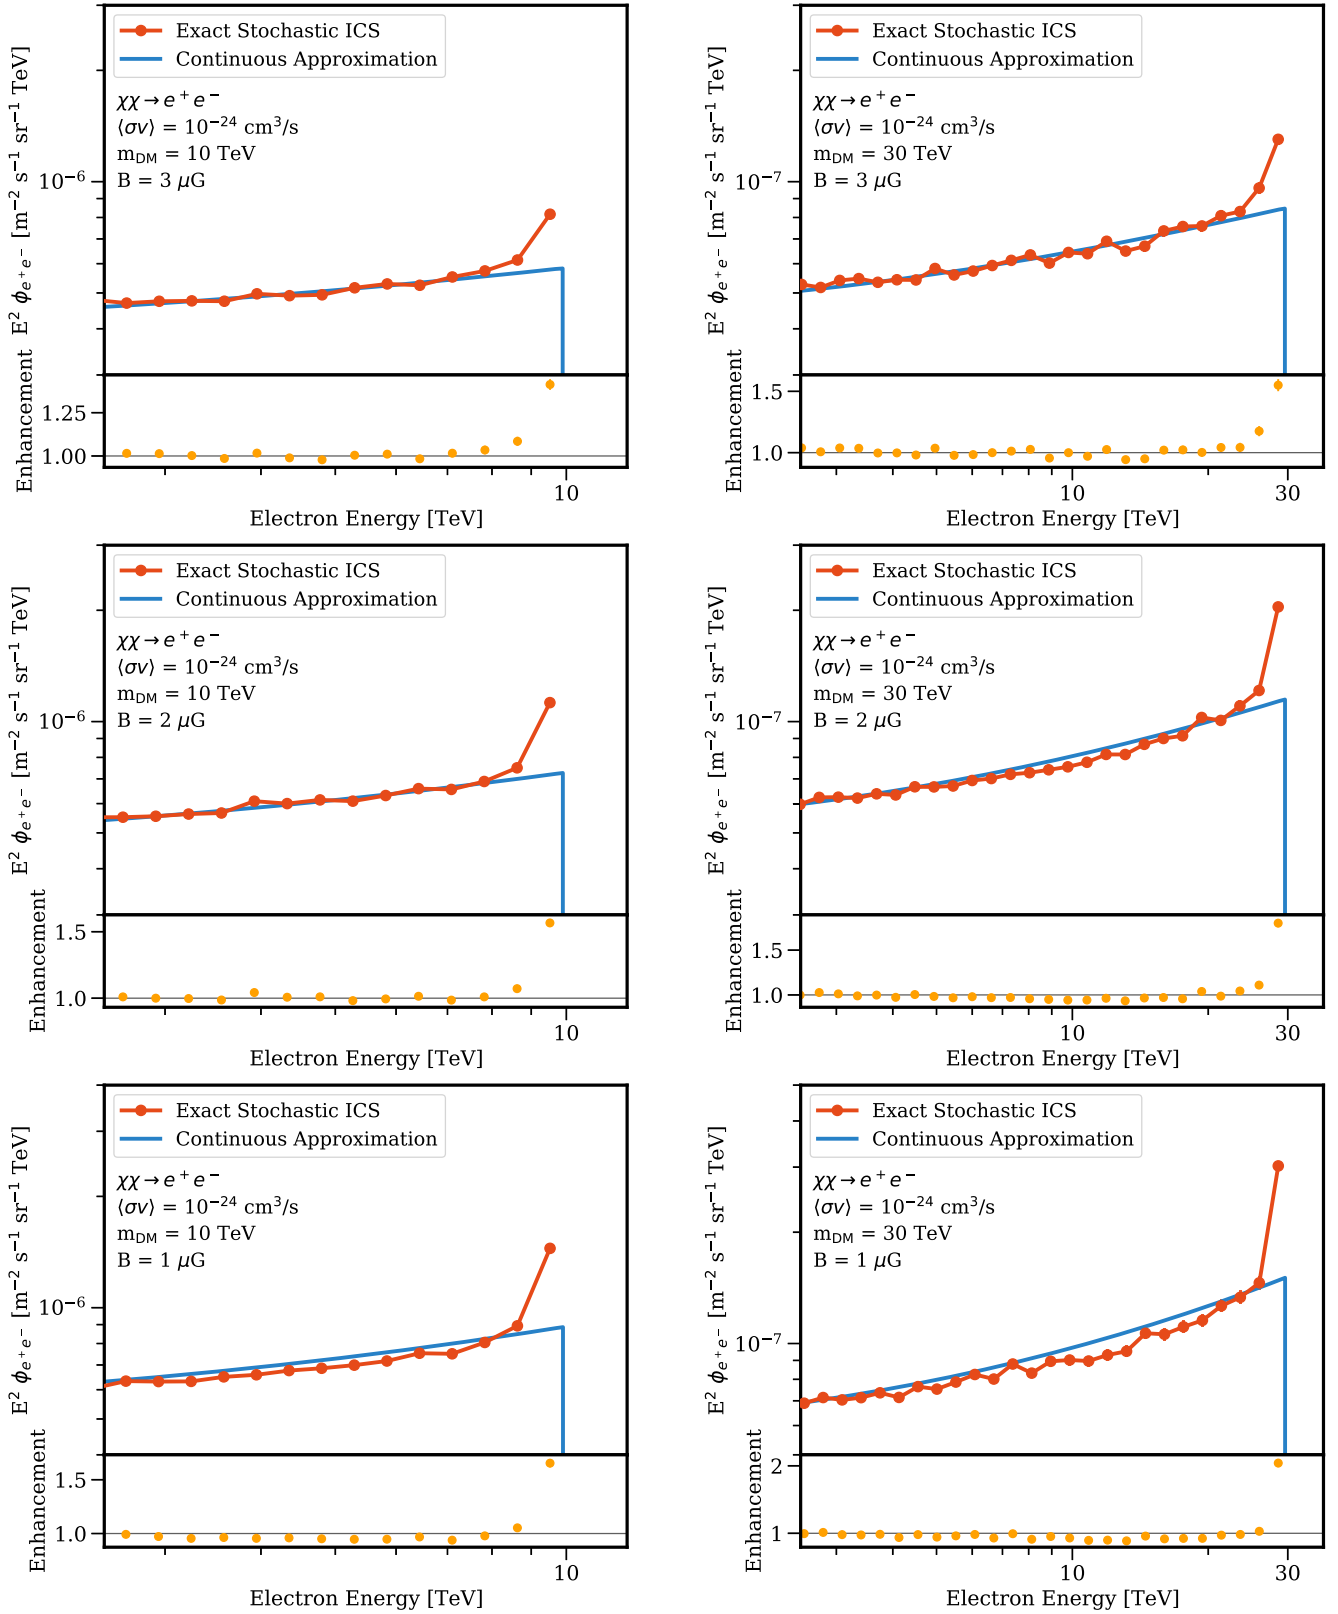 Exact Stochastic ICS
Continuous Approximation
χχ → e⁺e⁻
⟨σv⟩ = 10⁻²⁴ cm³/s
m_DM = 10 TeV
B = 3 μG
E² ϕ_e⁺e⁻ [m⁻² s⁻¹ sr⁻¹ TeV]
10⁻⁶
Enhancement
1.25
1.00
10
Electron Energy [TeV]
Exact Stochastic ICS
Continuous Approximation
χχ → e⁺e⁻
⟨σv⟩ = 10⁻²⁴ cm³/s
m_DM = 30 TeV
B = 3 μG
E² ϕ_e⁺e⁻ [m⁻² s⁻¹ sr⁻¹ TeV]
10⁻⁷
Enhancement
1.5
1.0
10 30
Electron Energy [TeV]
Exact Stochastic ICS
Continuous Approximation
χχ → e⁺e⁻
⟨σv⟩ = 10⁻²⁴ cm³/s
m_DM = 10 TeV
B = 2 μG
E² ϕ_e⁺e⁻ [m⁻² s⁻¹ sr⁻¹ TeV]
10⁻⁶
Enhancement
1.5
1.0
10
Electron Energy [TeV]
Exact Stochastic ICS
Continuous Approximation
χχ → e⁺e⁻
⟨σv⟩ = 10⁻²⁴ cm³/s
m_DM = 30 TeV
B = 2 μG
E² ϕ_e⁺e⁻ [m⁻² s⁻¹ sr⁻¹ TeV]
10⁻⁷
Enhancement
1.5
1.0
10 30
Electron Energy [TeV]
Exact Stochastic ICS
Continuous Approximation
χχ → e⁺e⁻
⟨σv⟩ = 10⁻²⁴ cm³/s
m_DM = 10 TeV
B = 1 μG
E² ϕ_e⁺e⁻ [m⁻² s⁻¹ sr⁻¹ TeV]
10⁻⁶
Enhancement
1.5
1.0
10
Electron Energy [TeV]
Exact Stochastic ICS
Continuous Approximation
χχ → e⁺e⁻
⟨σv⟩ = 10⁻²⁴ cm³/s
m_DM = 30 TeV
B = 1 μG
E² ϕ_e⁺e⁻ [m⁻² s⁻¹ sr⁻¹ TeV]
10⁻⁷
Enhancement
2
1
10 30
Electron Energy [TeV]